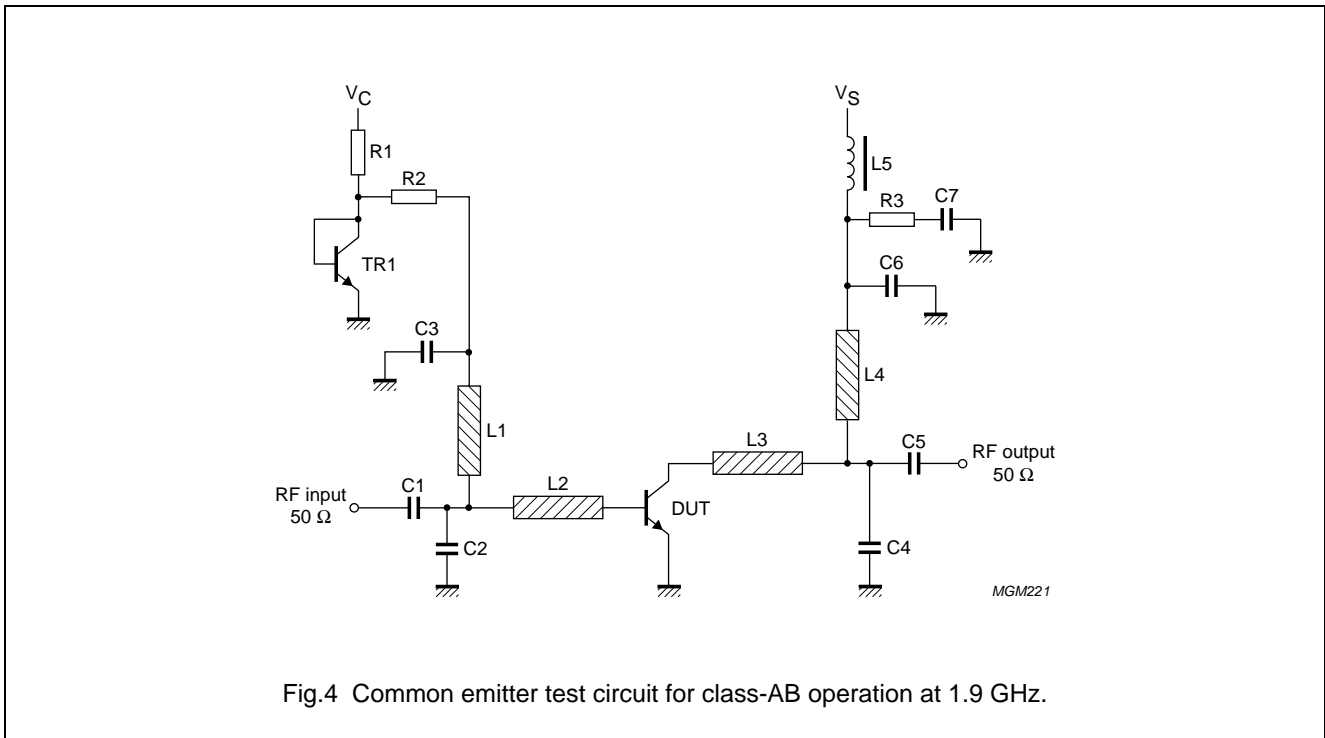 VC
VS
R1
L5
R2
R3
C7
TR1
C6
C3
L4
L1
L3
C5
RF output
50 Ω
C1
L2
RF input
50 Ω
DUT
C2
C4
MGM221
Fig.4 Common emitter test circuit for class-AB operation at 1.9 GHz.